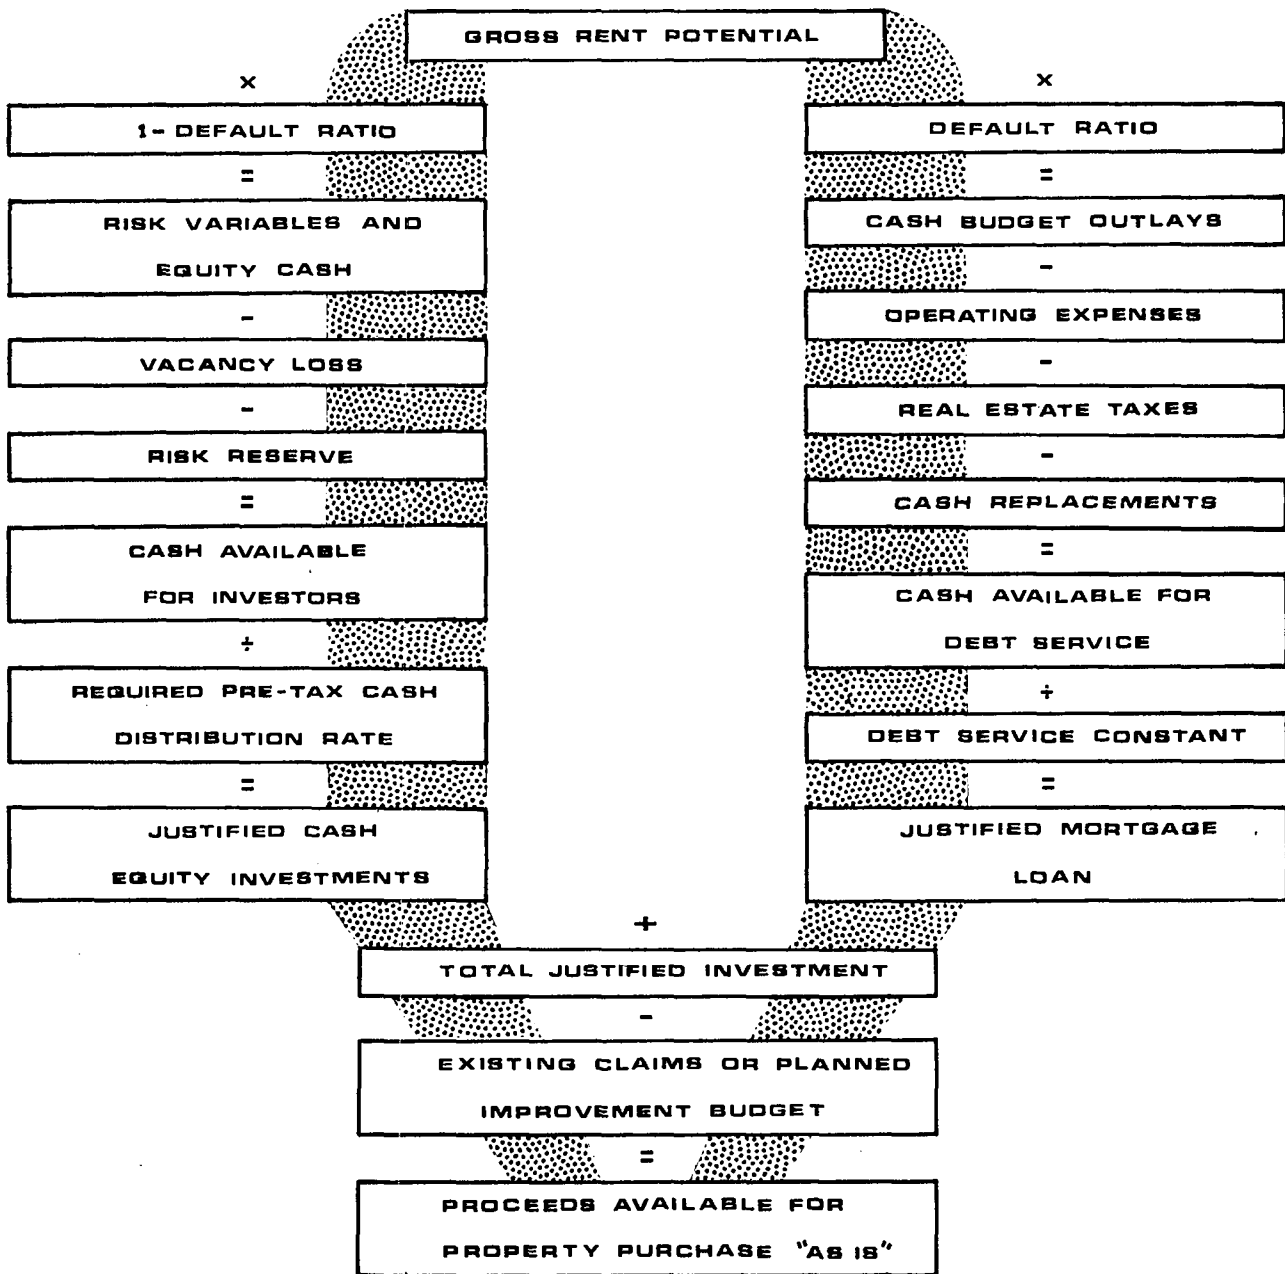 GROSS RENT POTENTIAL
×
1- DEFAULT RATIO
=
RISK VARIABLES AND
EQUITY CASH
-
VACANCY LOSS
-
RISK RESERVE
=
CASH AVAILABLE
FOR INVESTORS
÷
REQUIRED PRE-TAX CASH
DISTRIBUTION RATE
=
JUSTIFIED CASH
EQUITY INVESTMENTS
×
DEFAULT RATIO
=
CASH BUDGET OUTLAYS
-
OPERATING EXPENSES
-
REAL ESTATE TAXES
-
CASH REPLACEMENTS
=
CASH AVAILABLE FOR
DEBT SERVICE
÷
DEBT SERVICE CONSTANT
=
JUSTIFIED MORTGAGE
LOAN
+
TOTAL JUSTIFIED INVESTMENT
-
EXISTING CLAIMS OR PLANNED
IMPROVEMENT BUDGET
=
PROCEEDS AVAILABLE FOR
PROPERTY PURCHASE "AS IS"